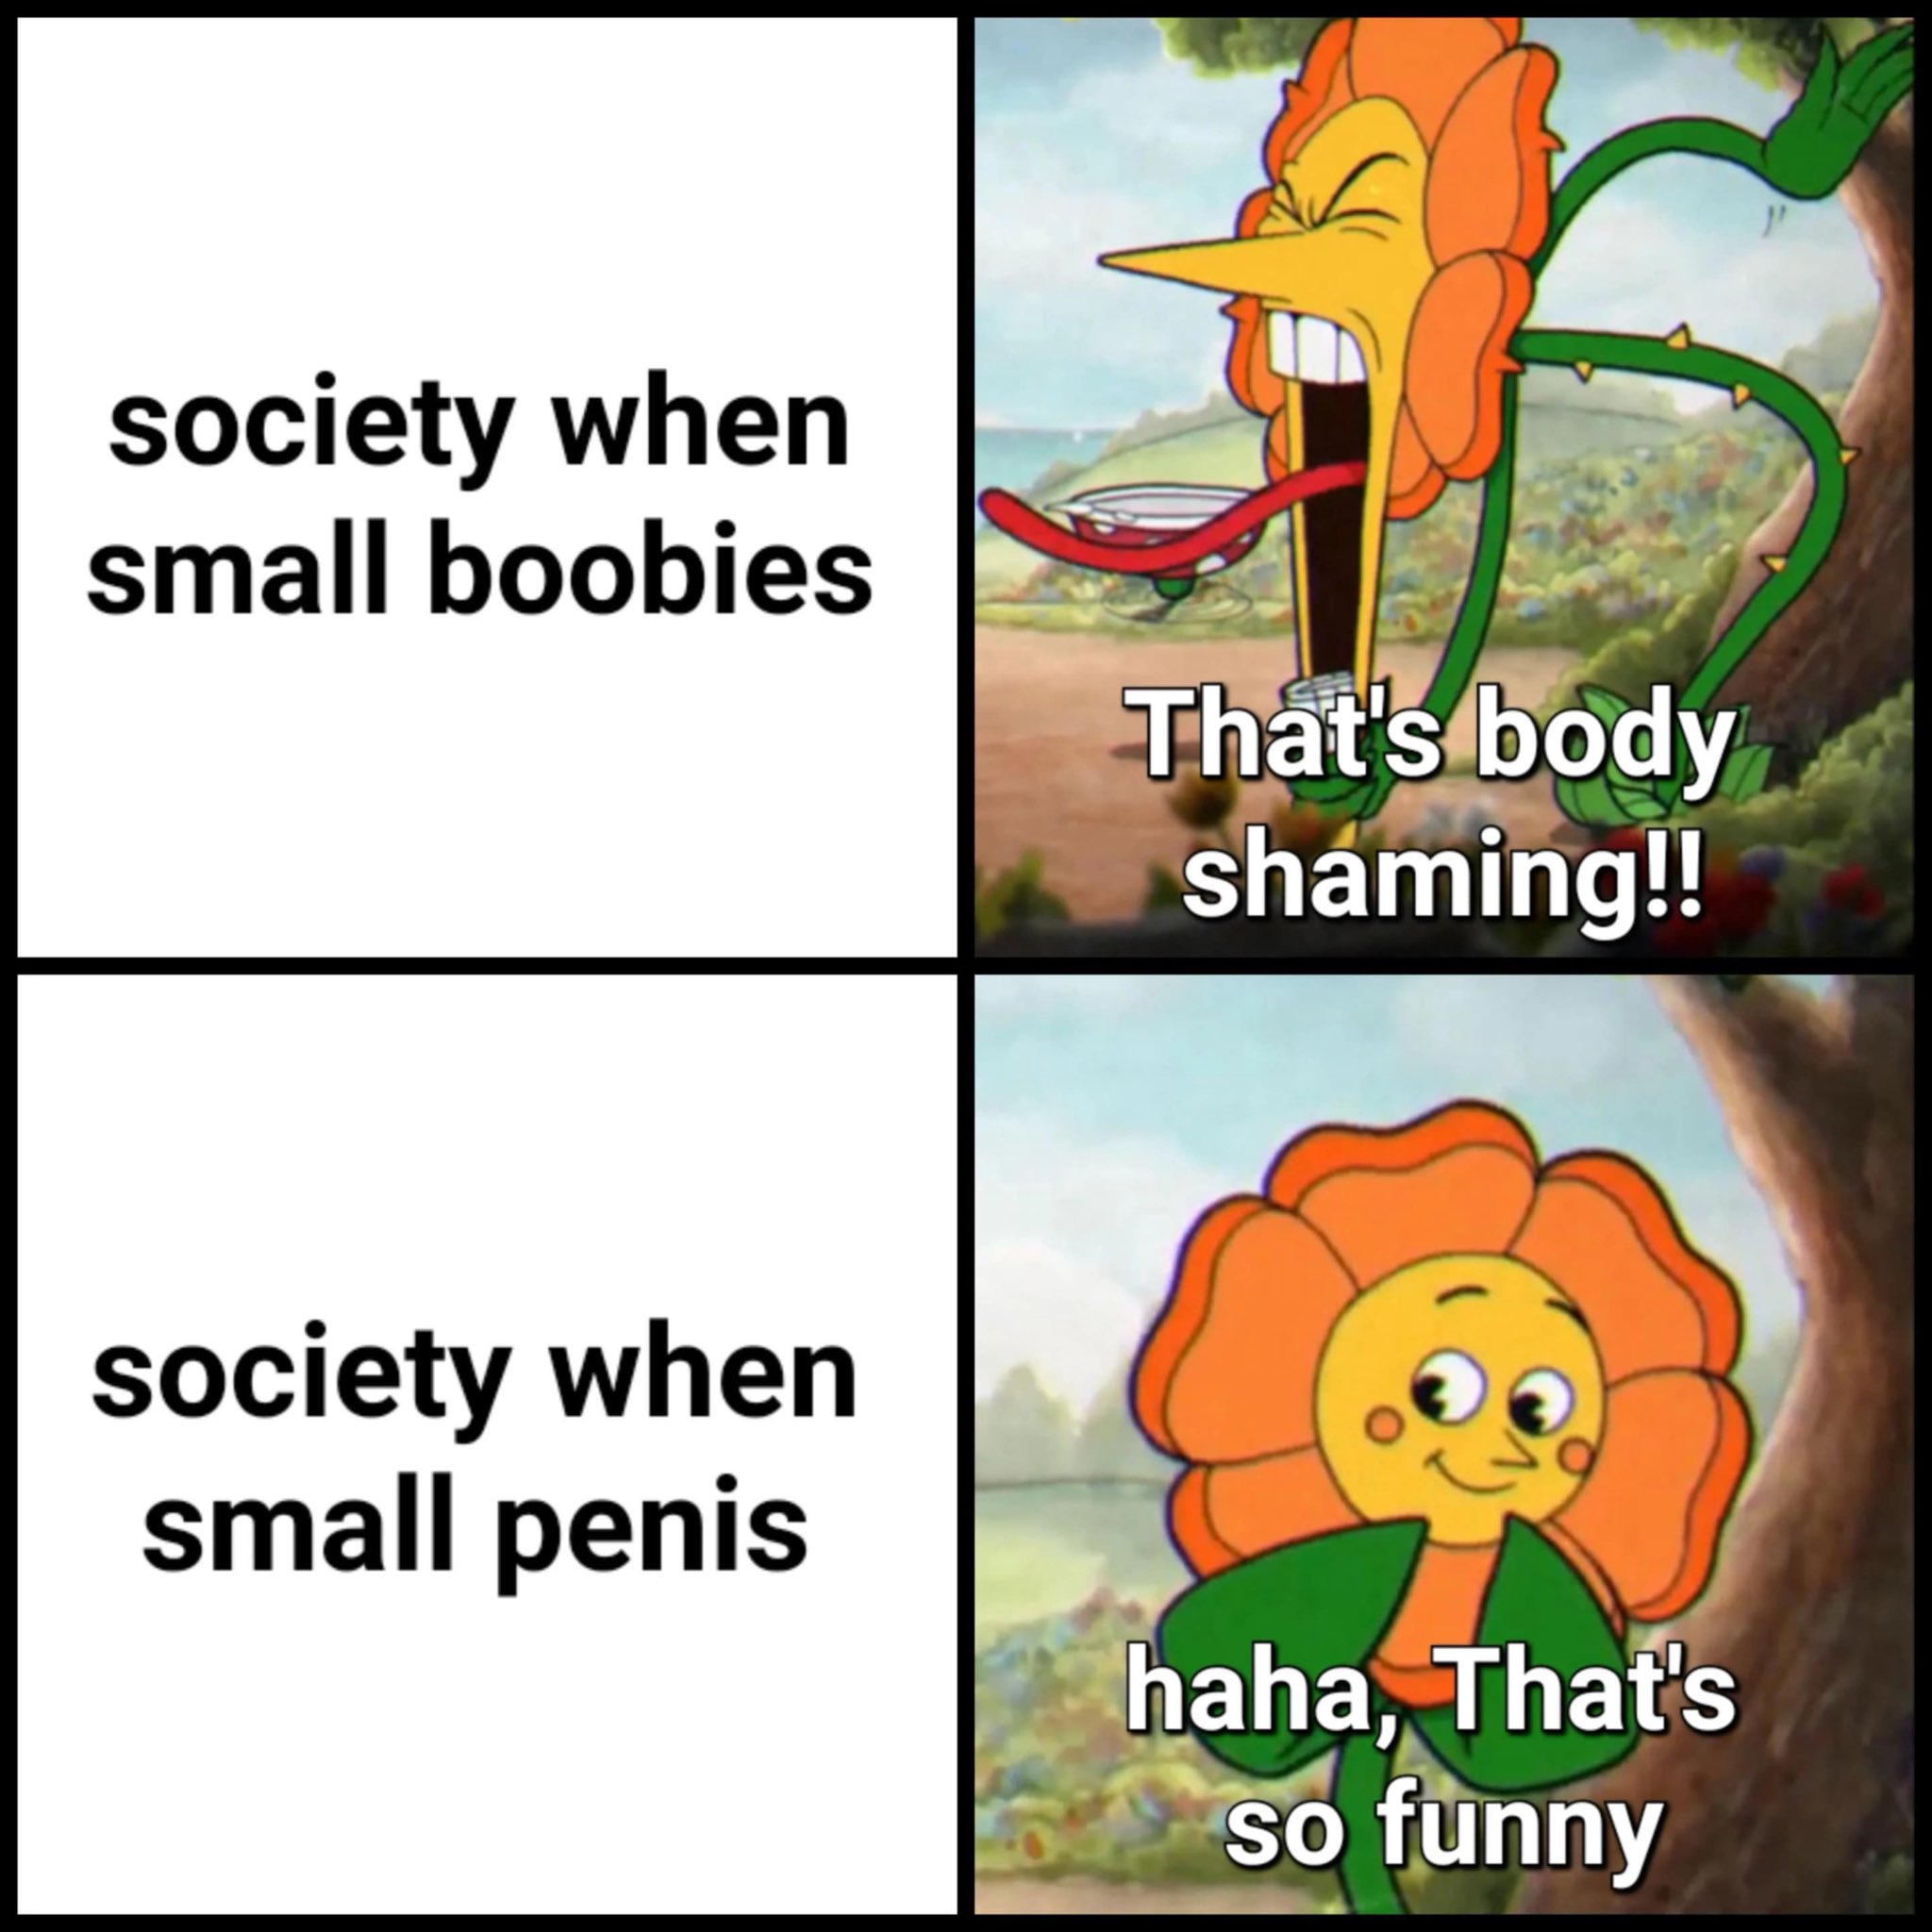 society when
small boobies
That's body
shaming!!
society when
small penis
haha, That's
so funny